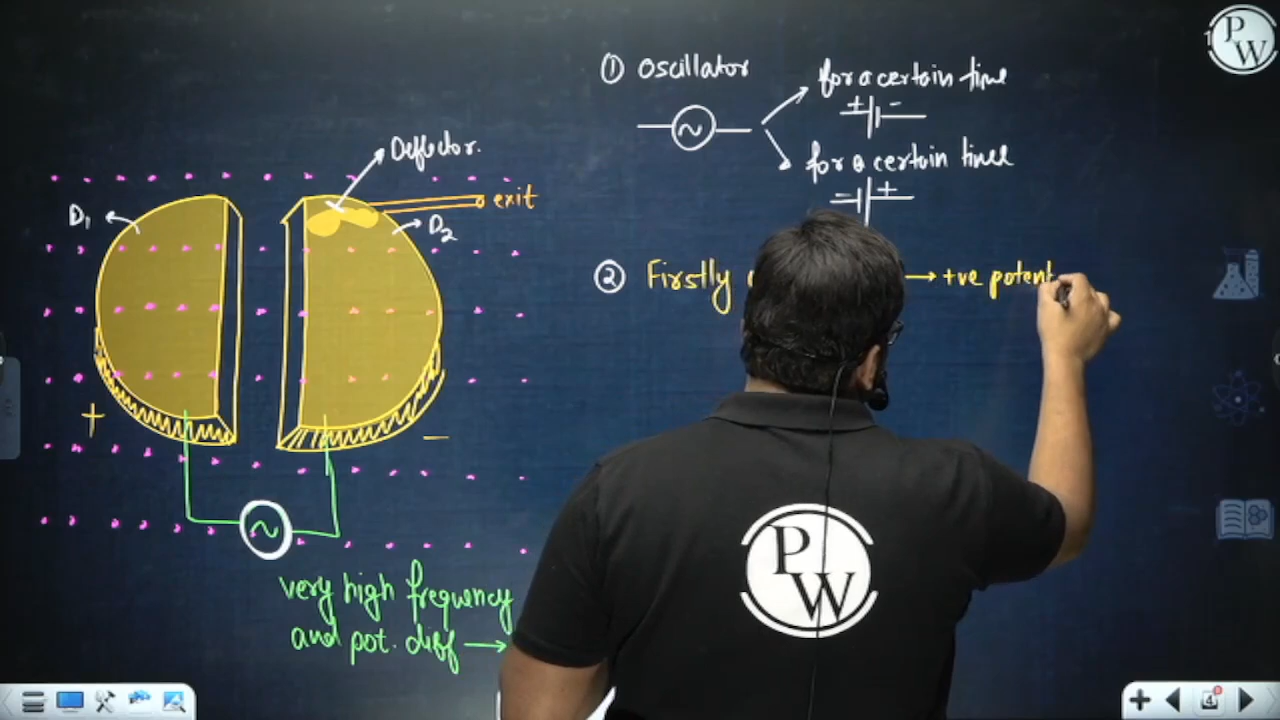 PW
① Oscillator
for a certain time
+ -
for a certain time
- +
Deflector.
exit
D₁
D₂
② Firstly → +ve potent
+
-
very high frequency
and pot. diff →
PW
4